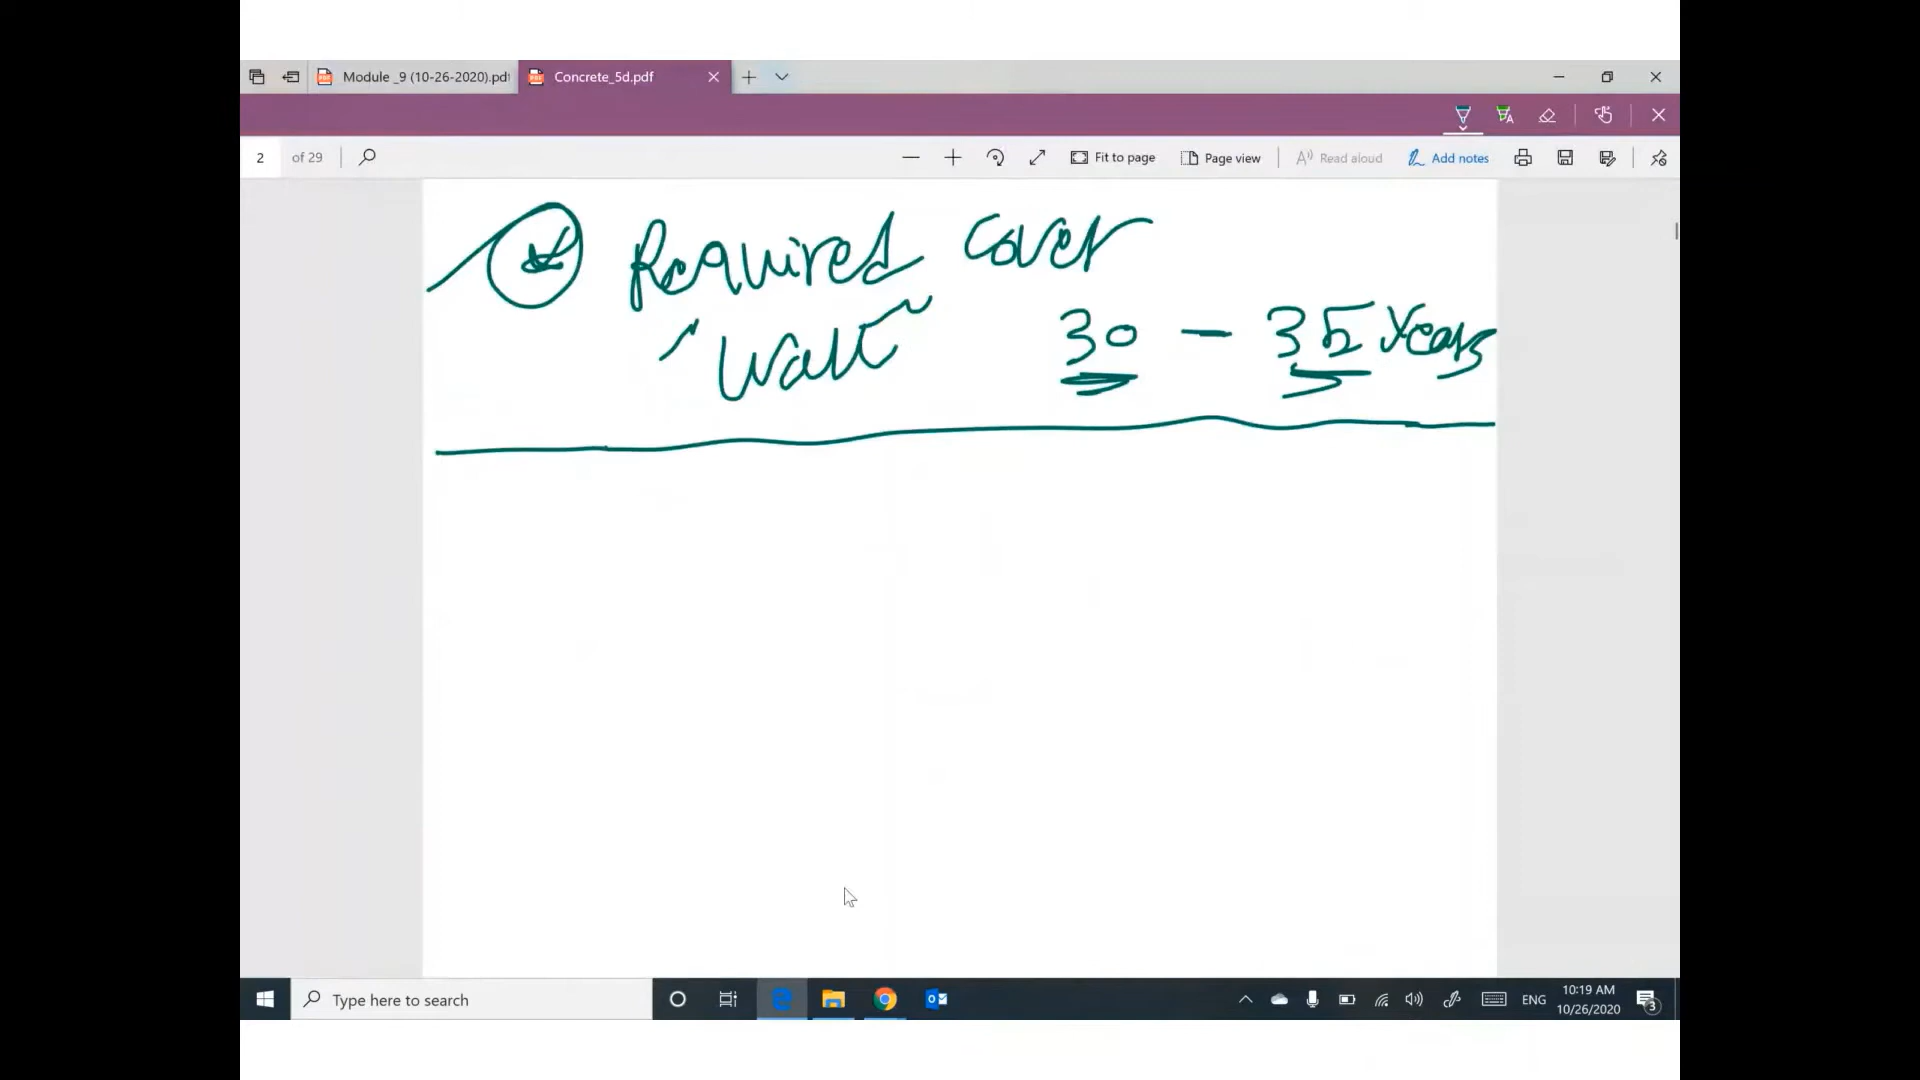 Module _9 (10-26-2020).pdf
Concrete_5d.pdf
2 of 29
Fit to page
Page view
Read aloud
Add notes
Required cover
"Wall"
30 - 35 Years
Type here to search
ENG
10:19 AM
10/26/2020
3